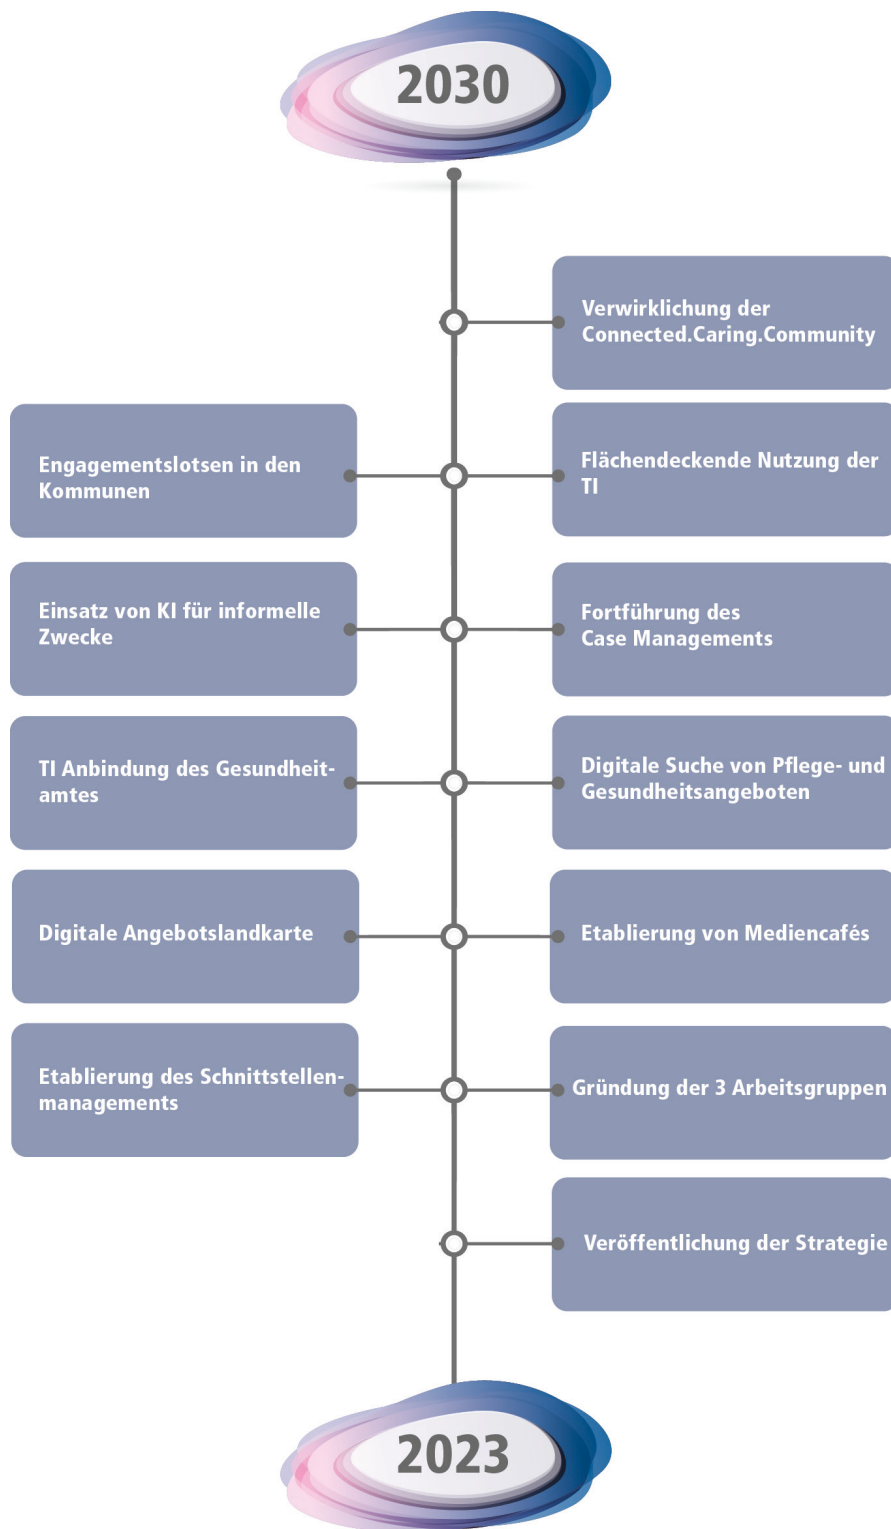 2030
Verwirklichung der
Connected.Caring.Community
Engagementslotsen in den
Kommunen
Flächendeckende Nutzung der
TI
Einsatz von KI für informelle
Zwecke
Fortführung des
Case Managements
TI Anbindung des Gesundheit-
amtes
Digitale Suche von Pflege- und
Gesundheitsangeboten
Digitale Angebotslandkarte
Etablierung von Mediencafés
Etablierung des Schnittstellen-
managements
Gründung der 3 Arbeitsgruppen
Veröffentlichung der Strategie
2023